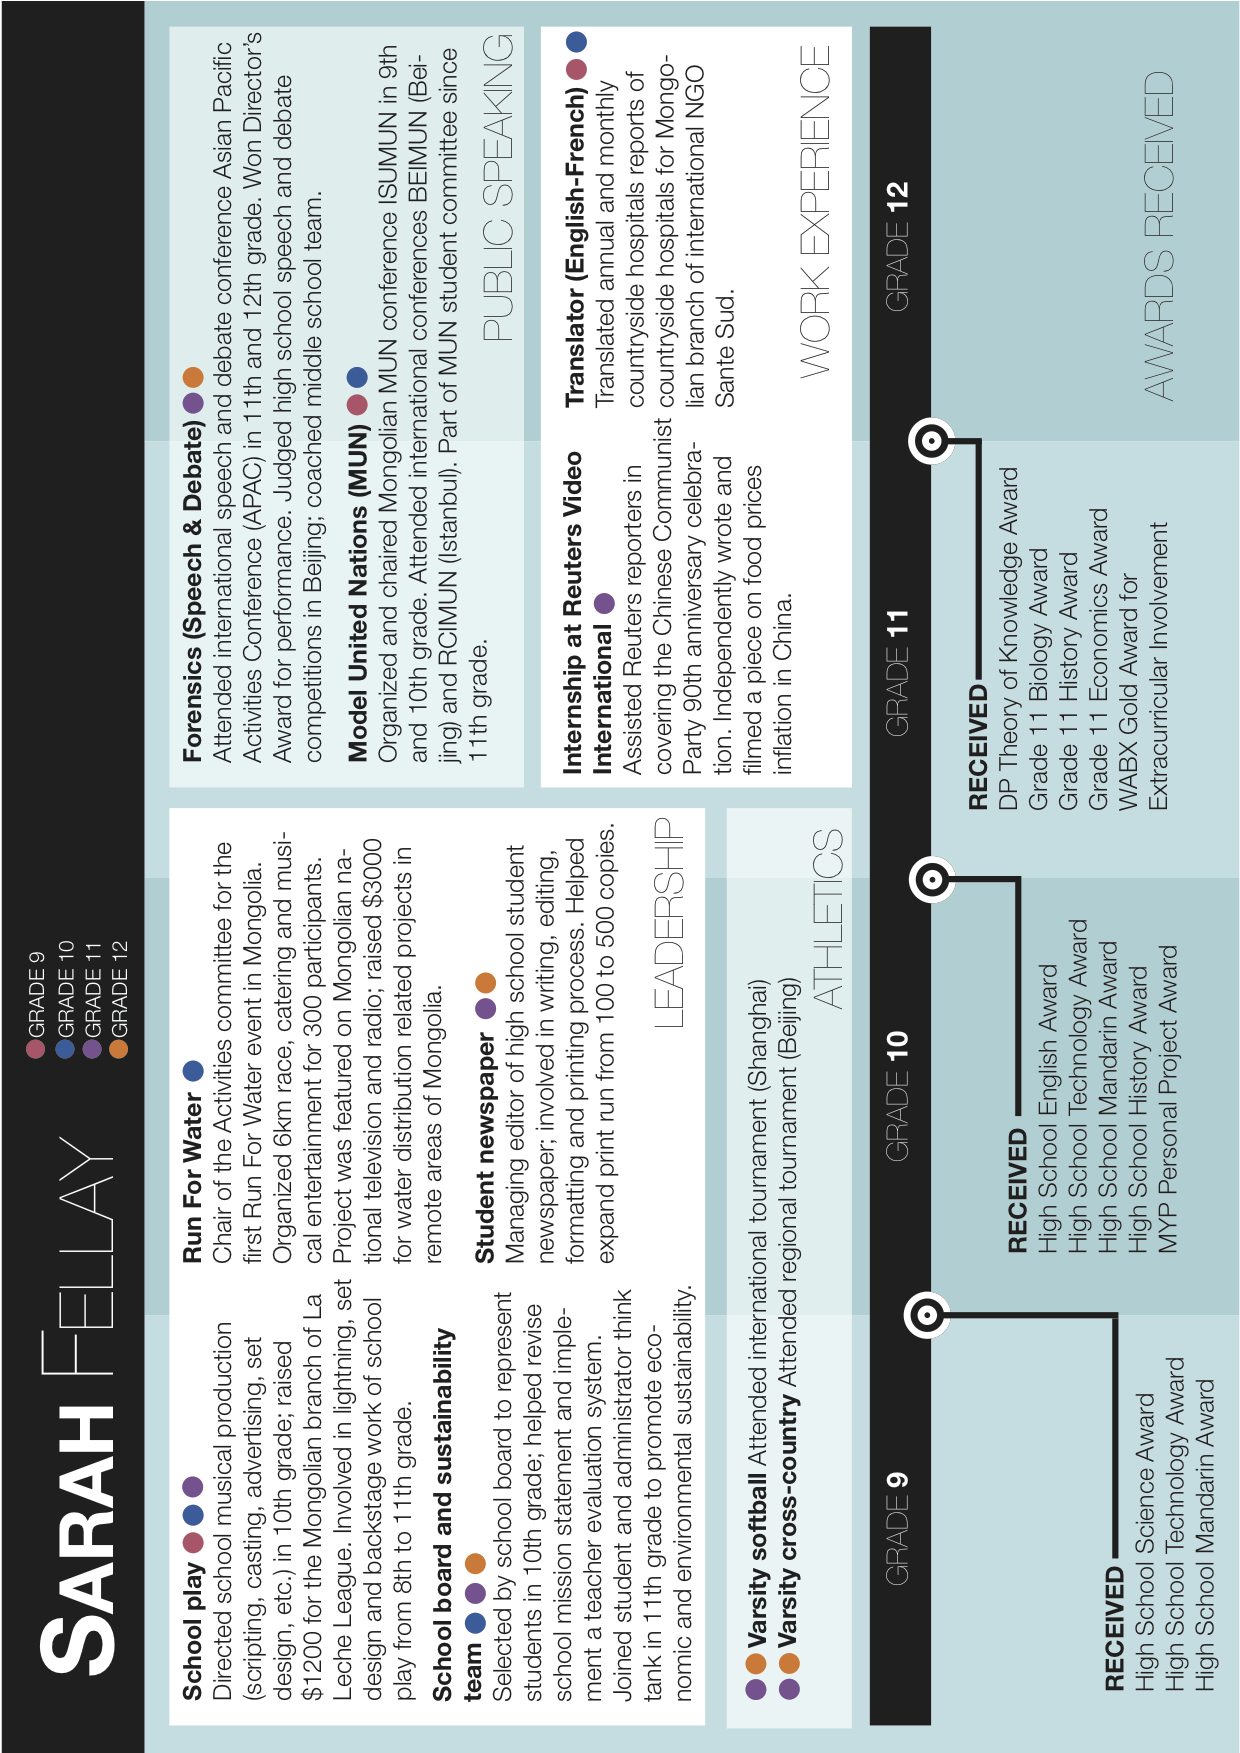 SARAH FELLAY
GRADE 9
GRADE 10
GRADE 11
GRADE 12
School play
Directed school musical production
(scripting, casting, advertising, set
design, etc.) in 10th grade; raised
$1200 for the Mongolian branch of La
Leche League. Involved in lightning, set
design and backstage work of school
play from 8th to 11th grade.
School board and sustainability
team
Selected by school board to represent
students in 10th grade; helped revise
school mission statement and imple-
ment a teacher evaluation system.
Joined student and administrator think
tank in 11th grade to promote eco-
nomic and environmental sustainability.
Run For Water
Chair of the Activities committee for the
first Run For Water event in Mongolia.
Organized 6km race, catering and musi-
cal entertainment for 300 participants.
Project was featured on Mongolian na-
tional television and radio; raised $3000
for water distribution related projects in
remote areas of Mongolia.
Student newspaper
Managing editor of high school student
newspaper; involved in writing, editing,
formatting and printing process. Helped
expand print run from 100 to 500 copies.
LEADERSHIP
Varsity softball Attended international tournament (Shanghai)
Varsity cross-country Attended regional tournament (Beijing)
ATHLETICS
Forensics (Speech & Debate)
Attended international speech and debate conference Asian Pacific
Activities Conference (APAC) in 11th and 12th grade. Won Director's
Award for performance. Judged high school speech and debate
competitions in Beijing; coached middle school team.
Model United Nations (MUN)
Organized and chaired Mongolian MUN conference ISUMUN in 9th
and 10th grade. Attended international conferences BEIMUN (Bei-
jing) and RCIMUN (Istanbul). Part of MUN student committee since
11th grade.
PUBLIC SPEAKING
Internship at Reuters Video
International
Assisted Reuters reporters in
covering the Chinese Communist
Party 90th anniversary celebra-
tion. Independently wrote and
filmed a piece on food prices
inflation in China.
Translator (English-French)
Translated annual and monthly
countryside hospitals reports of
countryside hospitals for Mongo-
lian branch of international NGO
Sante Sud.
WORK EXPERIENCE
GRADE 9
GRADE 10
GRADE 11
GRADE 12
RECEIVED
High School Science Award
High School Technology Award
High School Mandarin Award
RECEIVED
High School English Award
High School Technology Award
High School Mandarin Award
High School History Award
MYP Personal Project Award
RECEIVED
DP Theory of Knowledge Award
Grade 11 Biology Award
Grade 11 History Award
Grade 11 Economics Award
WABX Gold Award for
Extracurricular Involvement
AWARDS RECEIVED